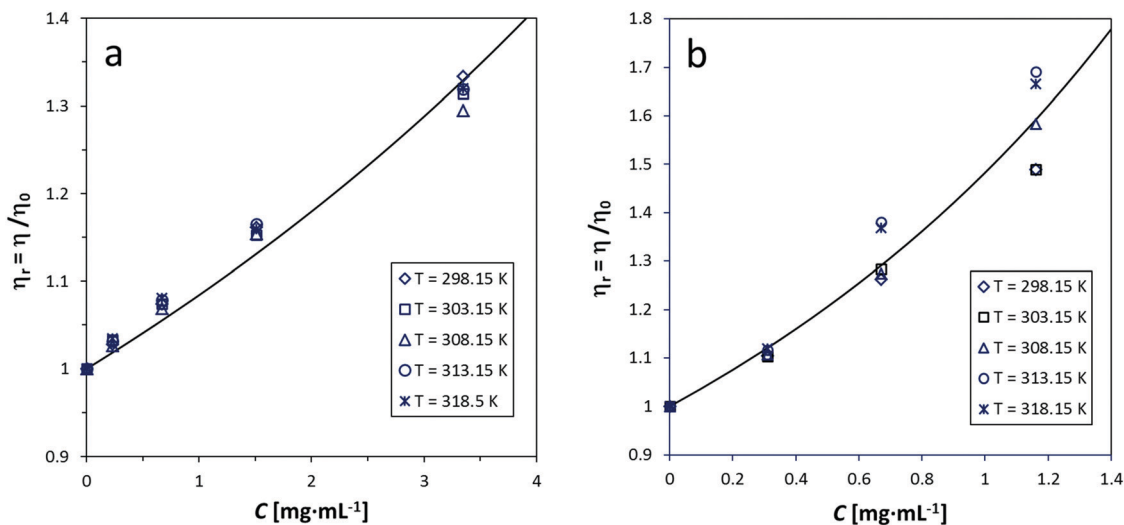 a
1.4
1.3
1.2
1.1
1
0.9
ηr = η /η0
0 1 2 3 4
C [mg·mL-1]
T = 298.15 K
T = 303.15 K
T = 308.15 K
T = 313.15 K
T = 318.5 K
b
1.8
1.7
1.6
1.5
1.4
1.3
1.2
1.1
1
0.9
ηr = η /η0
0 0.2 0.4 0.6 0.8 1 1.2 1.4
C [mg·mL-1]
T = 298.15 K
T = 303.15 K
T = 308.15 K
T = 313.15 K
T = 318.15 K